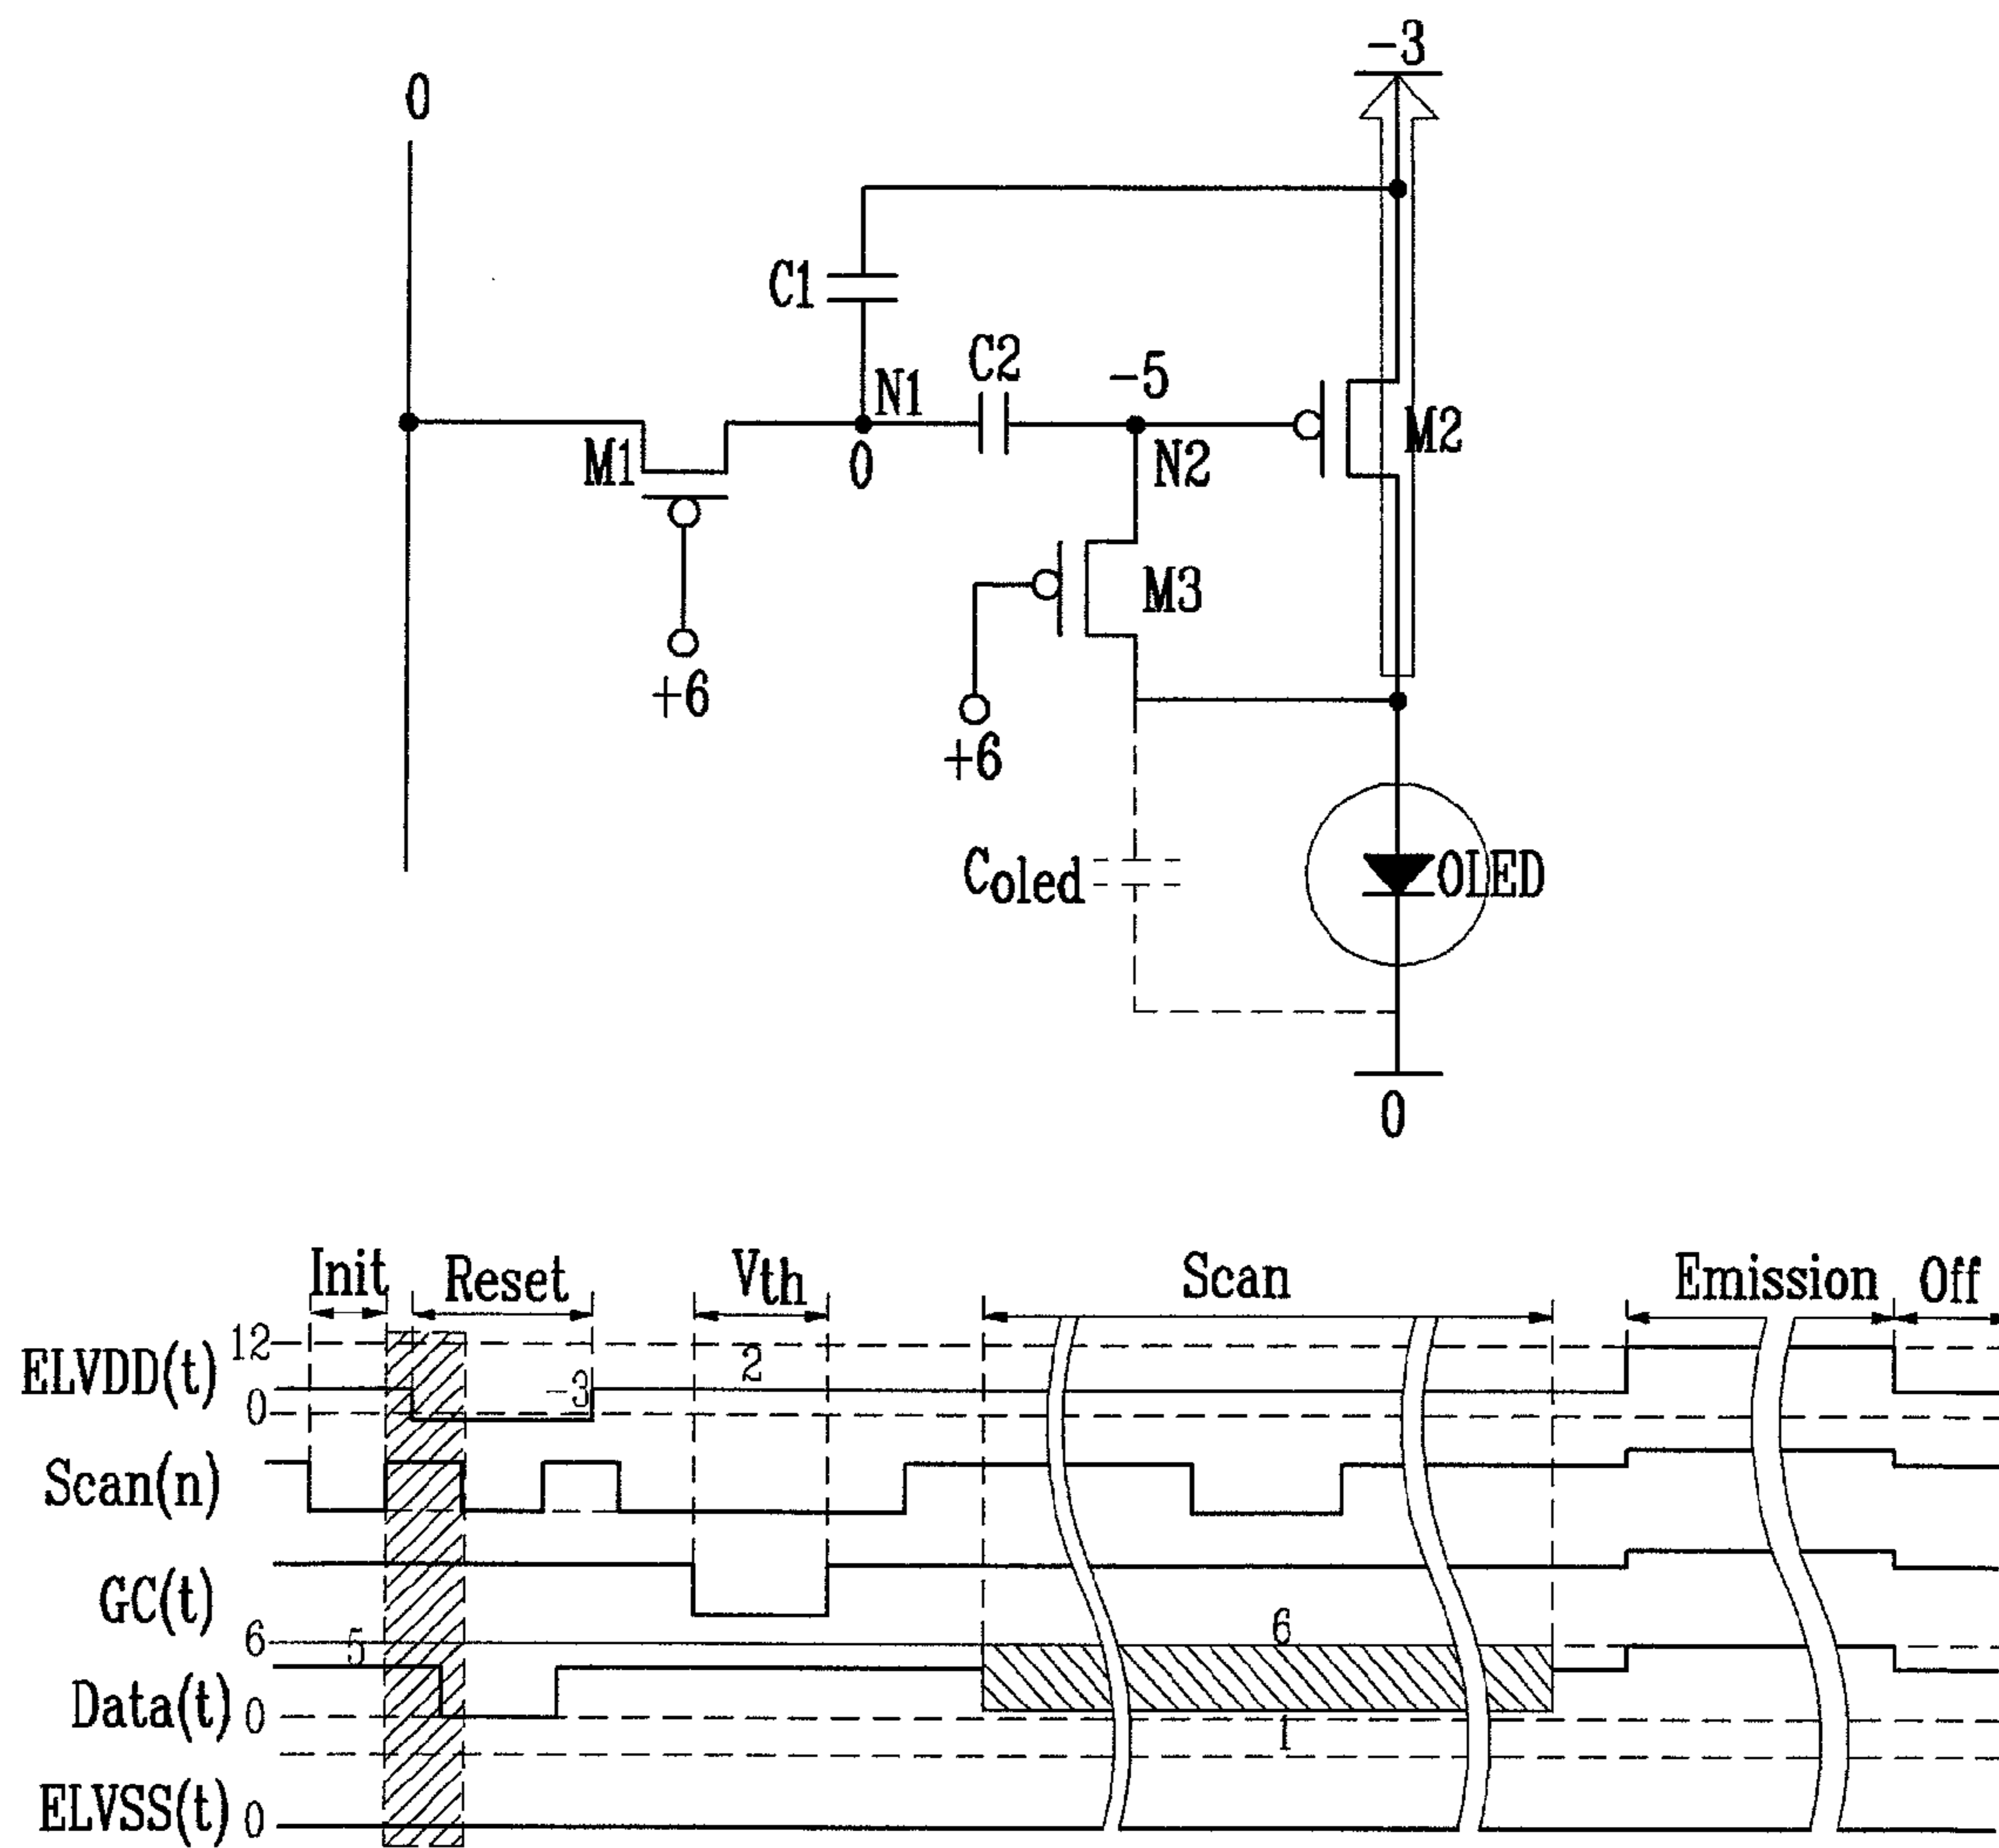 -3
0
C1
C2
-5
N1
M2
M1
0
N2
M3
+6
+6
Coled
OLED
0
Init
Reset
Vth
Scan
Emission
Off
ELVDD(t)
12
0
2
-3
Scan(n)
GC(t)
6
5
6
Data(t)
0
1
ELVSS(t)
0